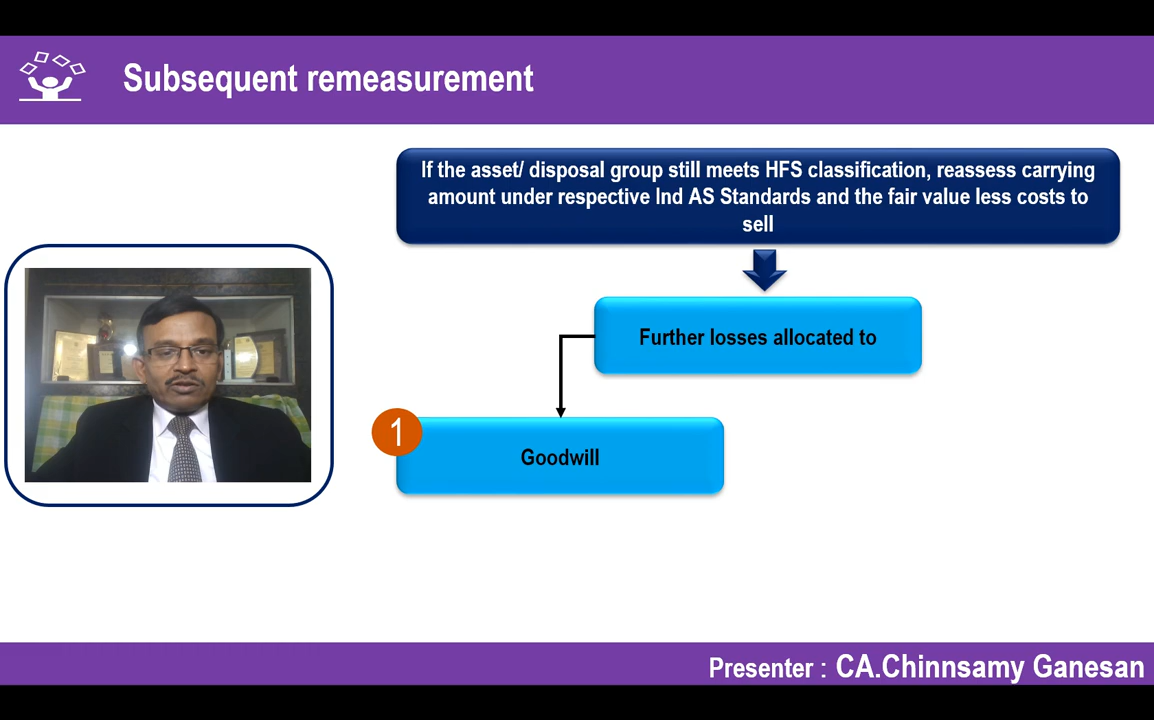 Subsequent remeasurement
If the asset/ disposal group still meets HFS classification, reassess carrying
amount under respective Ind AS Standards and the fair value less costs to
sell
Further losses allocated to
1
Goodwill
Presenter : CA.Chinnsamy Ganesan